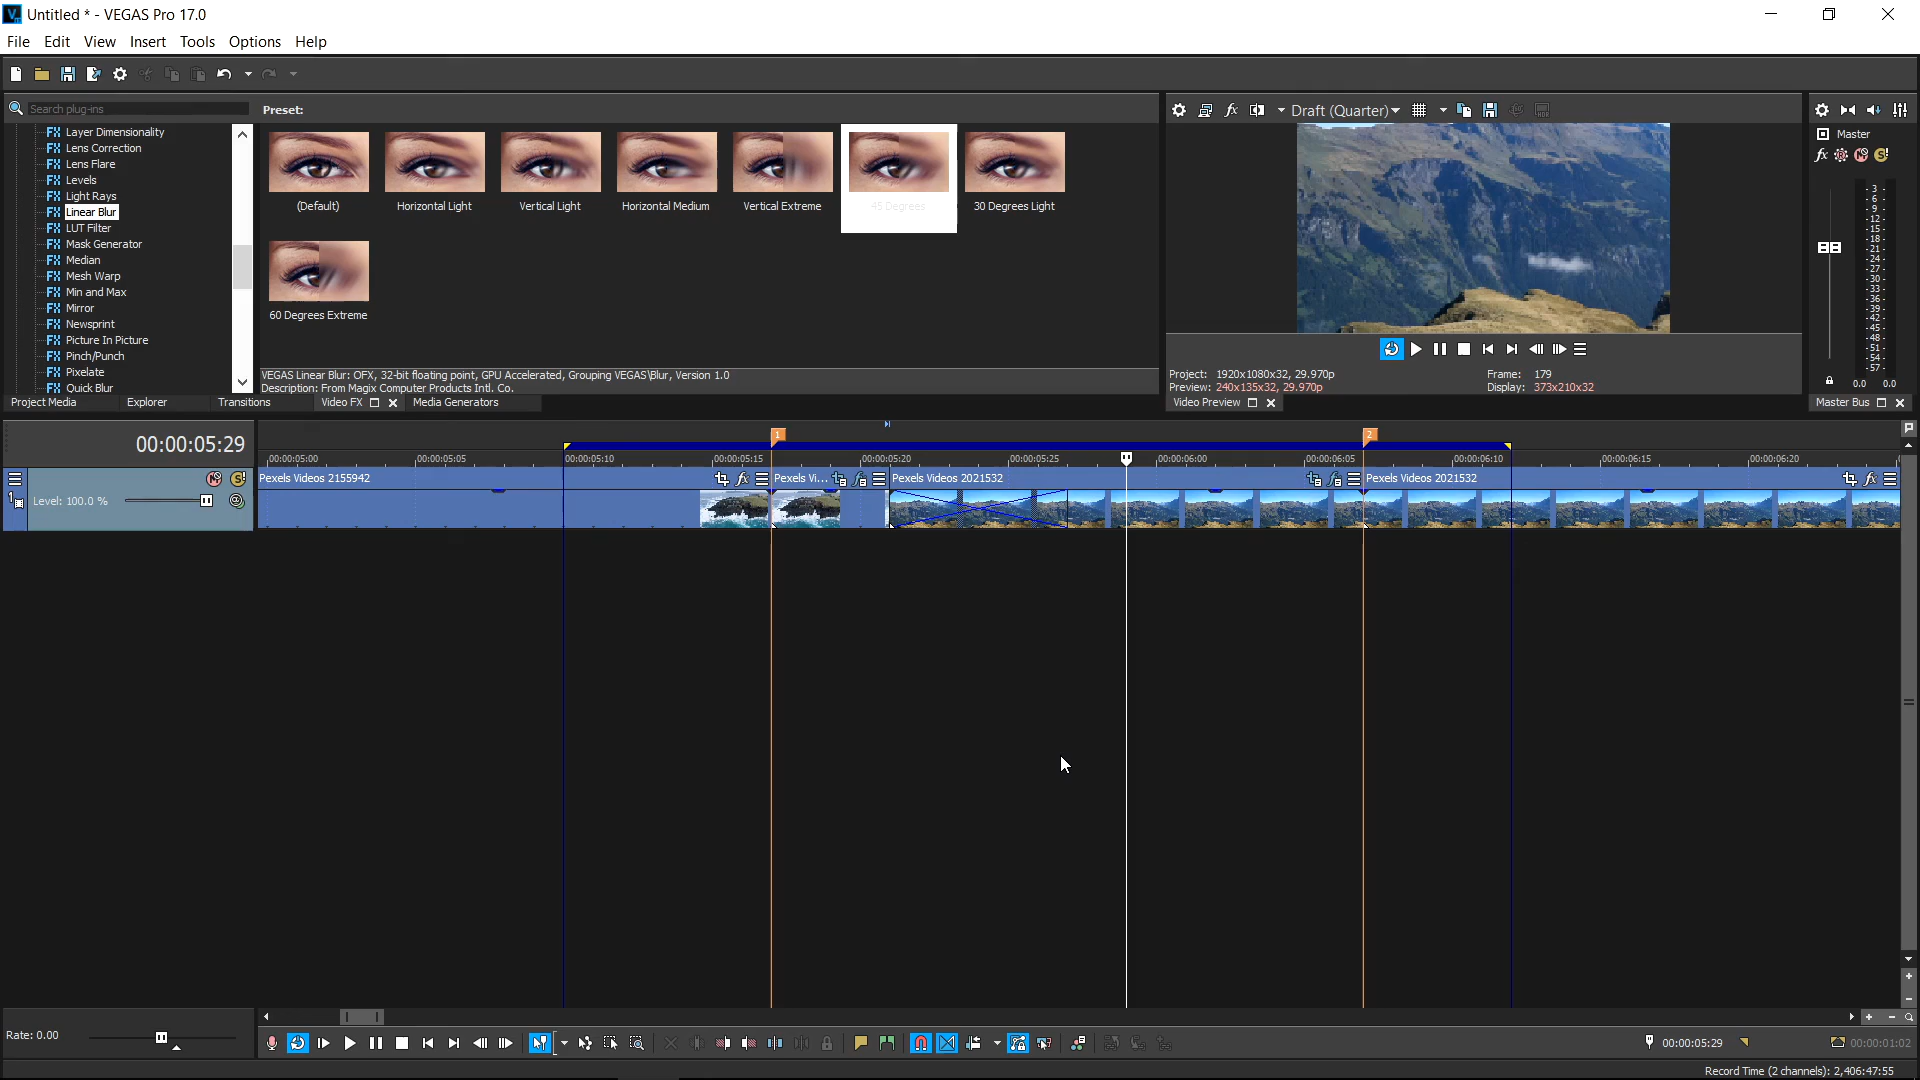 Untitled * - VEGAS Pro 17.0
File Edit View Insert Tools Options Help
Search plug-ins
Preset:
Draft (Quarter)
Layer Dimensionality
Lens Correction
Lens Flare
Levels
Light Rays
Linear Blur
LUT Filter
Mask Generator
Median
Mesh Warp
Min and Max
Mirror
Newsprint
Picture In Picture
Pinch/Punch
Pixelate
Quick Blur
(Default)
Horizontal Light
Vertical Light
Horizontal Medium
Vertical Extreme
45 Degrees
30 Degrees Light
60 Degrees Extreme
VEGAS Linear Blur: OFX, 32-bit floating point, GPU Accelerated, Grouping VEGAS\Blur, Version 1.0
Description: From Magix Computer Products Intl. Co.
Project: 1920x1080x32, 29.970p
Preview: 240x135x32, 29.970p
Frame: 179
Display: 373x210x32
Master
-3-
-6-
-9-
-12-
-15-
-18-
-21-
-24-
-27-
-30-
-33-
-36-
-39-
-42-
-45-
-48-
-51-
-54-
-57-
0.0 0.0
Project Media Explorer Transitions Video FX Media Generators
Video Preview
Master Bus
00:00:05:29
1
2
00:00:05:00 00:00:05:05 00:00:05:10 00:00:05:15 00:00:05:20 00:00:05:25 00:00:06:00 00:00:06:05 00:00:06:10 00:00:06:15 00:00:06:20
1
Level: 100.0 %
Pexels Videos 2155942
Pexels Vi...
Pexels Videos 2021532
Pexels Videos 2021532
Rate: 0.00
00:00:05:29
00:00:01:02
Record Time (2 channels): 2,406:47:55